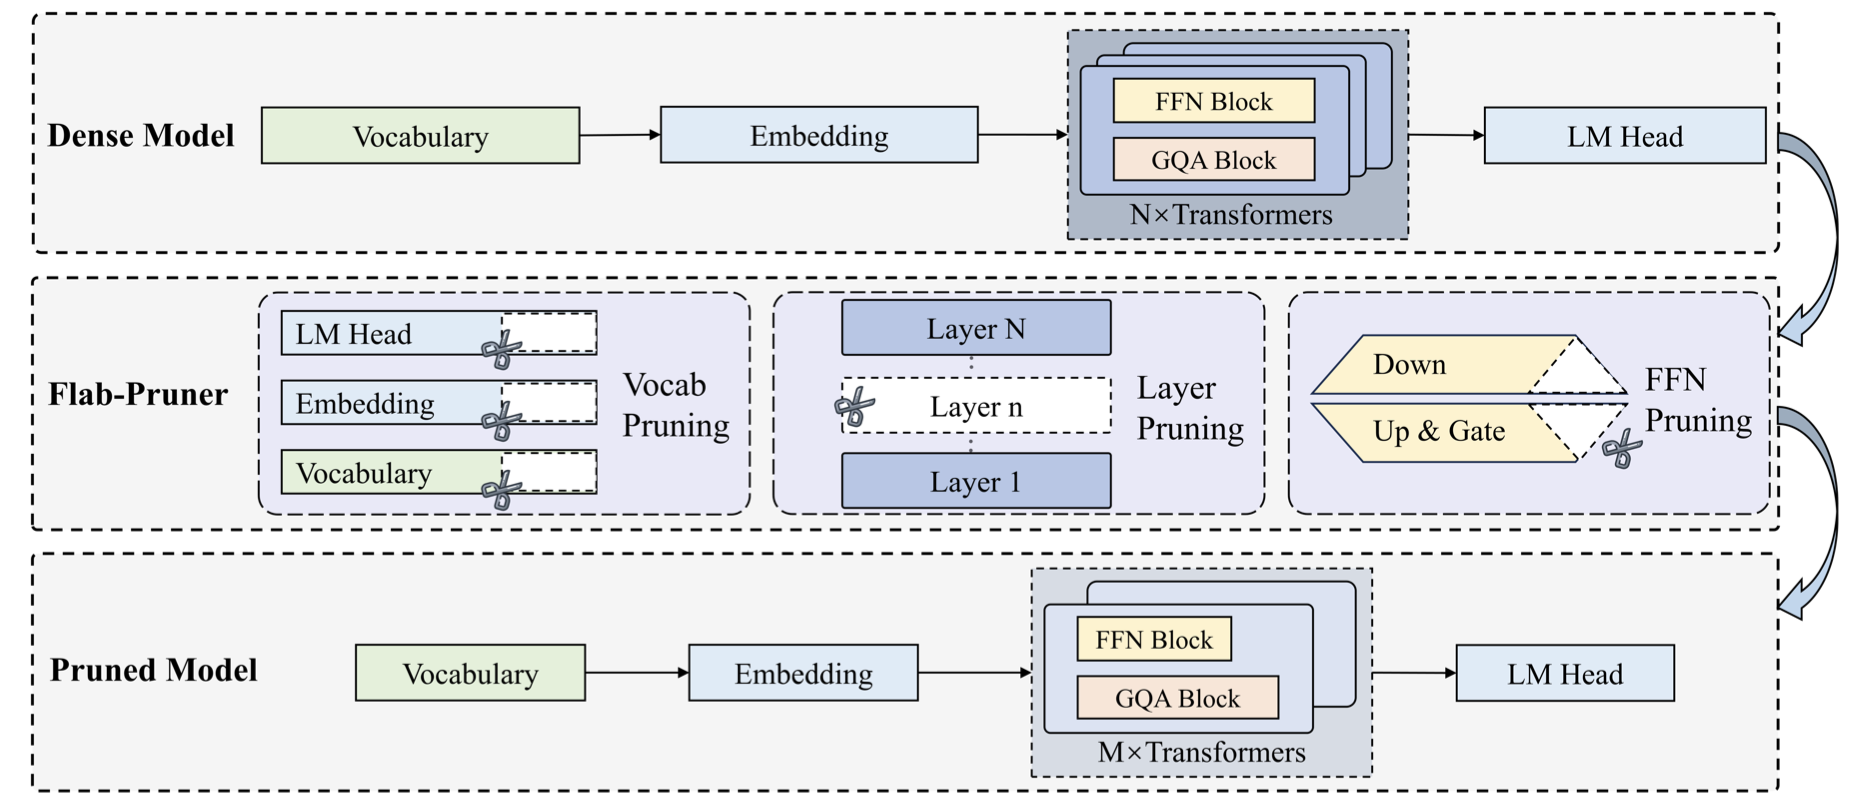 Dense Model
Vocabulary
Embedding
FFN Block
GQA Block
N×Transformers
LM Head
Flab-Pruner
LM Head
Embedding
Vocabulary
Vocab
Pruning
Layer N
Layer n
Layer 1
Layer
Pruning
Down
Up & Gate
FFN
Pruning
Pruned Model
Vocabulary
Embedding
FFN Block
GQA Block
M×Transformers
LM Head